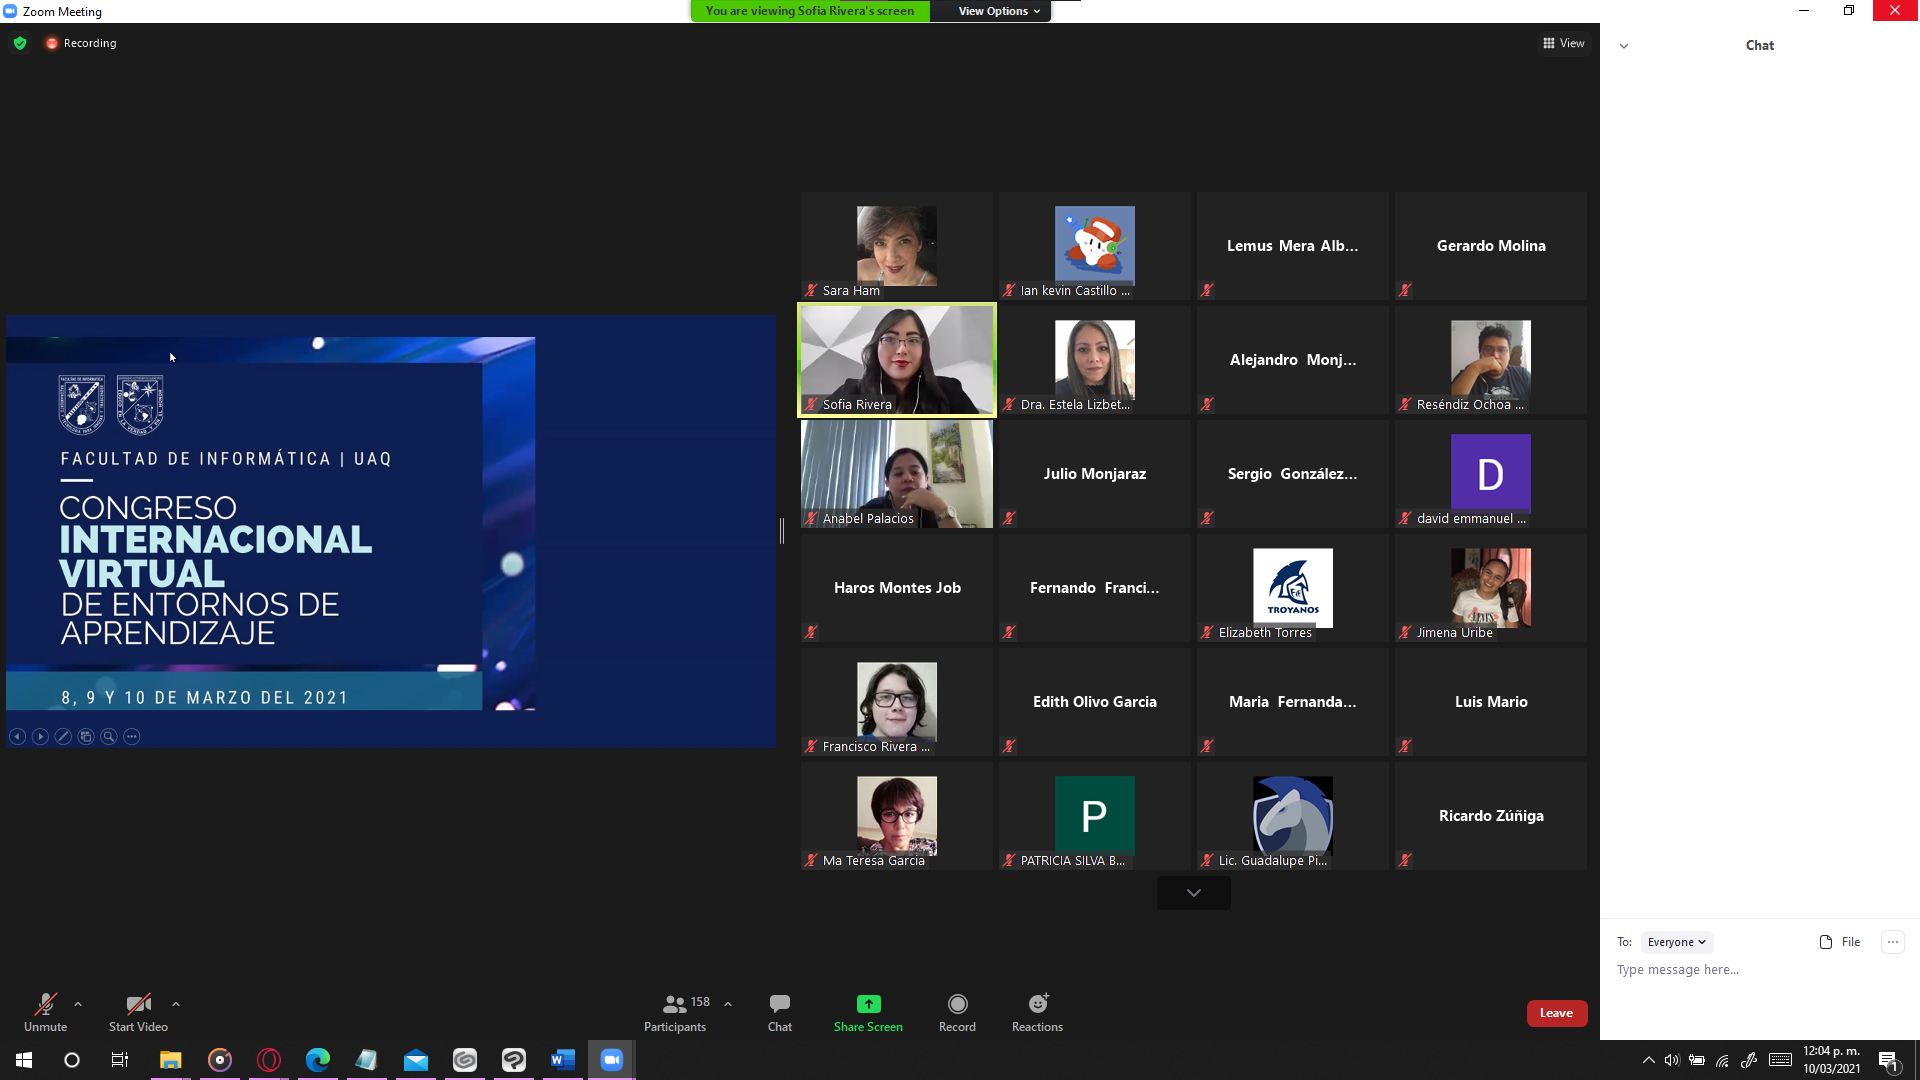 Zoom Meeting
You are viewing Sofia Rivera's screen
View Options
Recording
View
Chat
FACULTAD DE INFORMÁTICA | UAQ
CONGRESO
INTERNACIONAL
VIRTUAL
DE ENTORNOS DE
APRENDIZAJE
8, 9 Y 10 DE MARZO DEL 2021
Sara Ham
Ian kevin Castillo ...
Lemus Mera Alb...
Gerardo Molina
Sofia Rivera
Dra. Estela Lizbet...
Alejandro Monj...
Reséndiz Ochoa ...
Anabel Palacios
Julio Monjaraz
Sergio González...
D
david emmanuel ...
Haros Montes Job
Fernando Franci...
TROYANOS
Elizabeth Torres
Jimena Uribe
Francisco Rivera ...
Edith Olivo Garcia
Maria Fernanda...
Luis Mario
Ma Teresa Garcia
P
PATRICIA SILVA B...
Lic. Guadalupe Pi...
Ricardo Zúñiga
To: Everyone
File
Type message here...
Unmute
Start Video
158
Participants
Chat
Share Screen
Record
Reactions
Leave
12:04 p. m.
10/03/2021
1